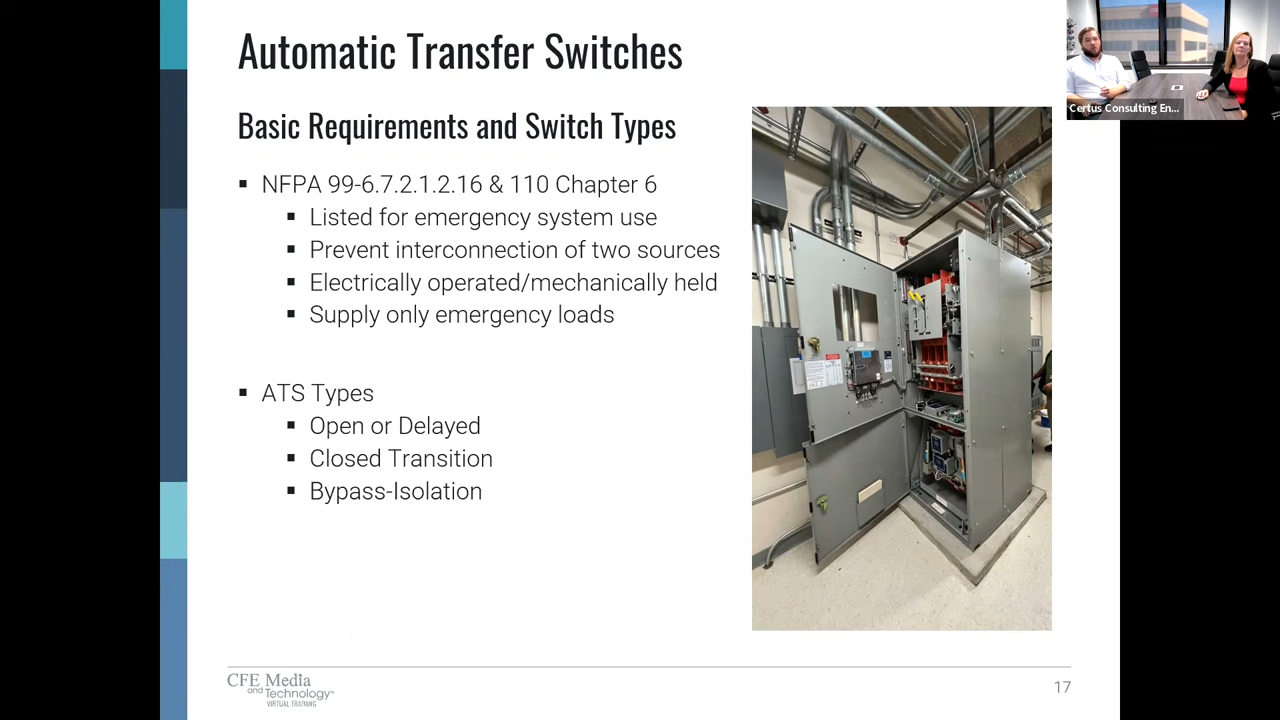 Automatic Transfer Switches
Basic Requirements and Switch Types
▪ NFPA 99-6.7.2.1.2.16 & 110 Chapter 6
▪ Listed for emergency system use
▪ Prevent interconnection of two sources
▪ Electrically operated/mechanically held
▪ Supply only emergency loads
▪ ATS Types
▪ Open or Delayed
▪ Closed Transition
▪ Bypass-Isolation
Certus Consulting En...
CFE Media
and Technology™
VIRTUAL TRAINING
17